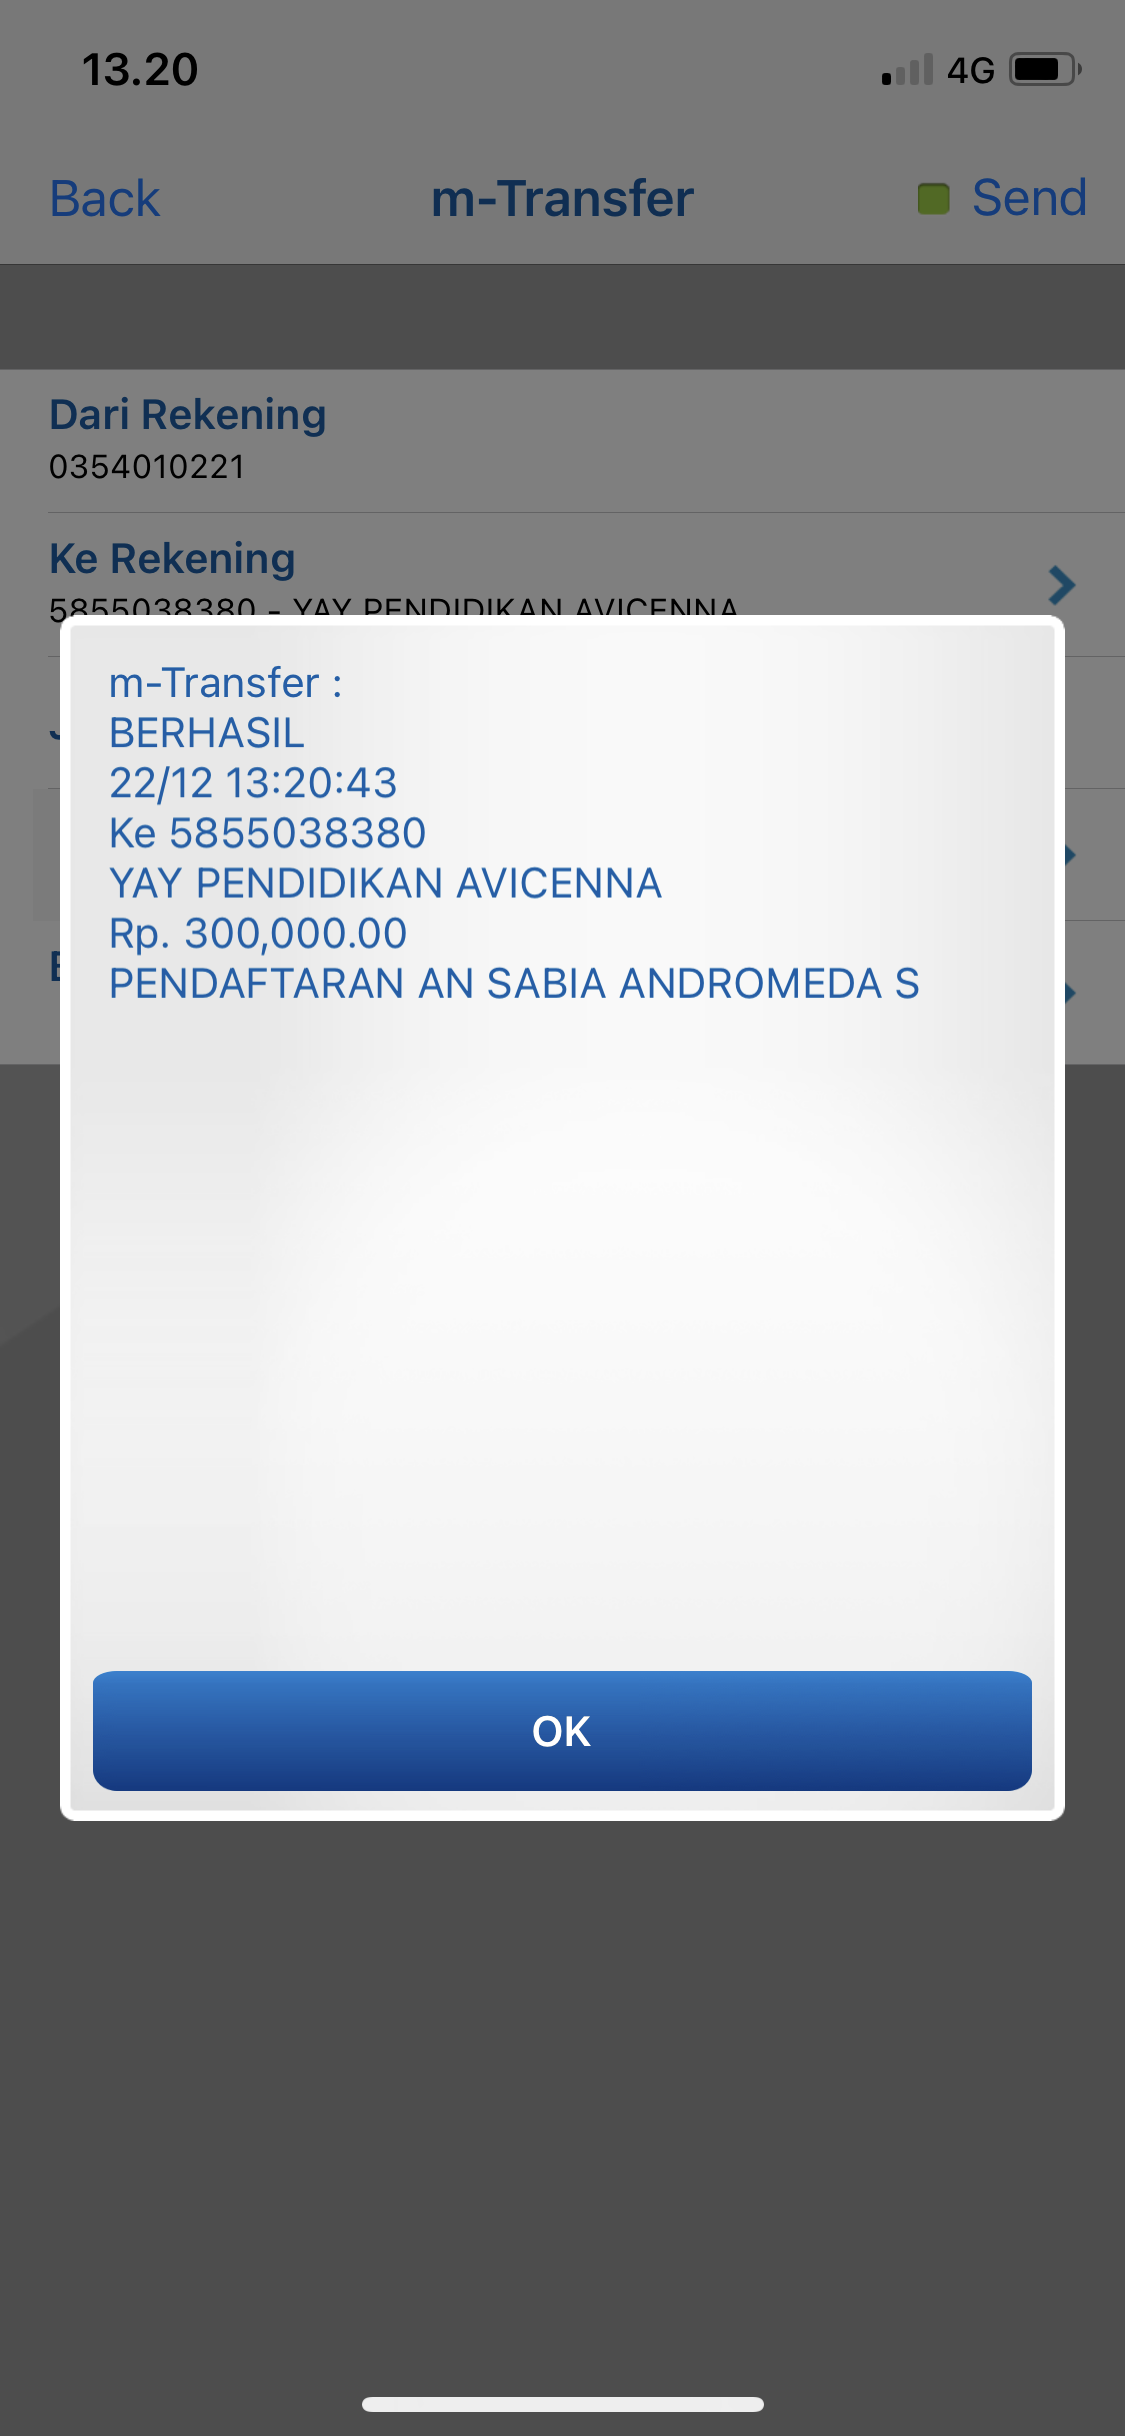 13.20
4G
Back
m-Transfer
Send
Dari Rekening
0354010221
Ke Rekening
5855038380 - YAY PENDIDIKAN AVICENNA
m-Transfer :
BERHASIL
22/12 13:20:43
Ke 5855038380
YAY PENDIDIKAN AVICENNA
Rp. 300,000.00
PENDAFTARAN AN SABIA ANDROMEDA S
OK